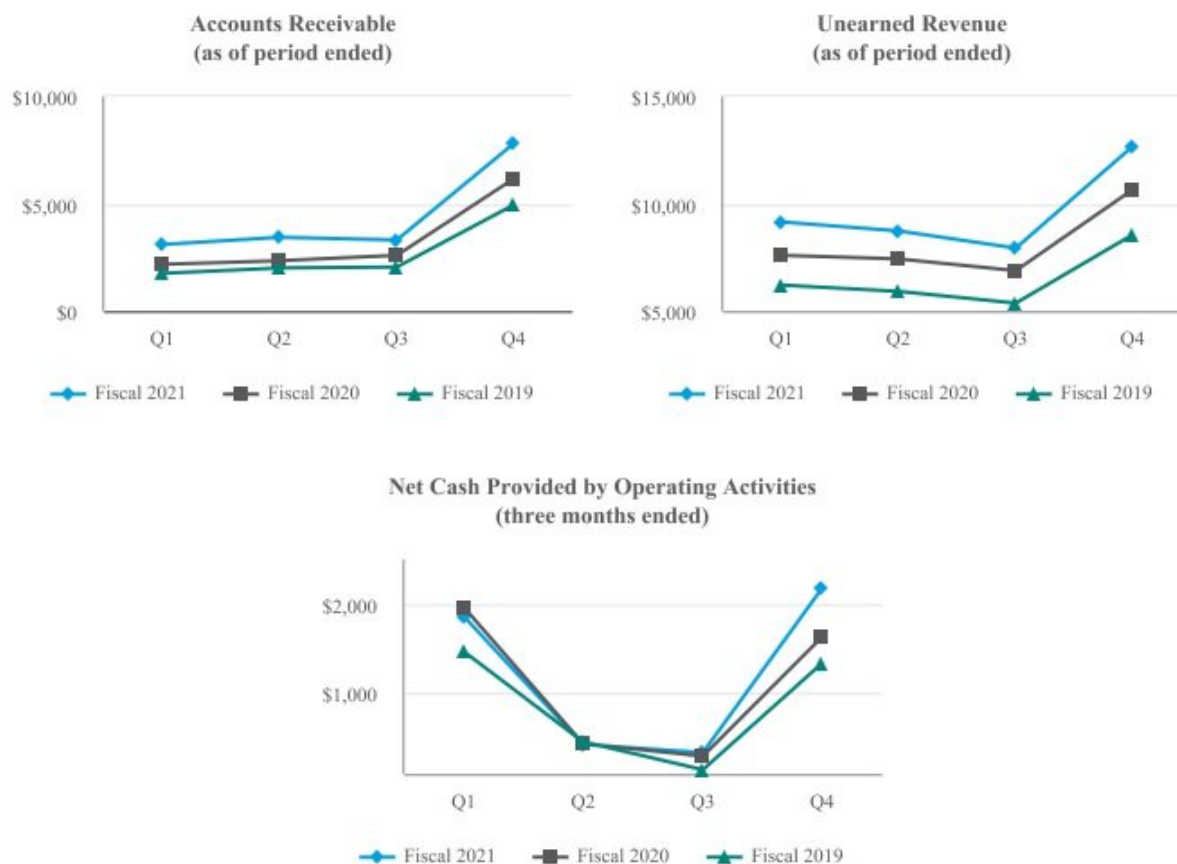 Accounts Receivable
(as of period ended)
$10,000
$5,000
$0
Q1 Q2 Q3 Q4
Fiscal 2021 Fiscal 2020 Fiscal 2019
Unearned Revenue
(as of period ended)
$15,000
$10,000
$5,000
Q1 Q2 Q3 Q4
Fiscal 2021 Fiscal 2020 Fiscal 2019
Net Cash Provided by Operating Activities
(three months ended)
$2,000
$1,000
Q1 Q2 Q3 Q4
Fiscal 2021 Fiscal 2020 Fiscal 2019